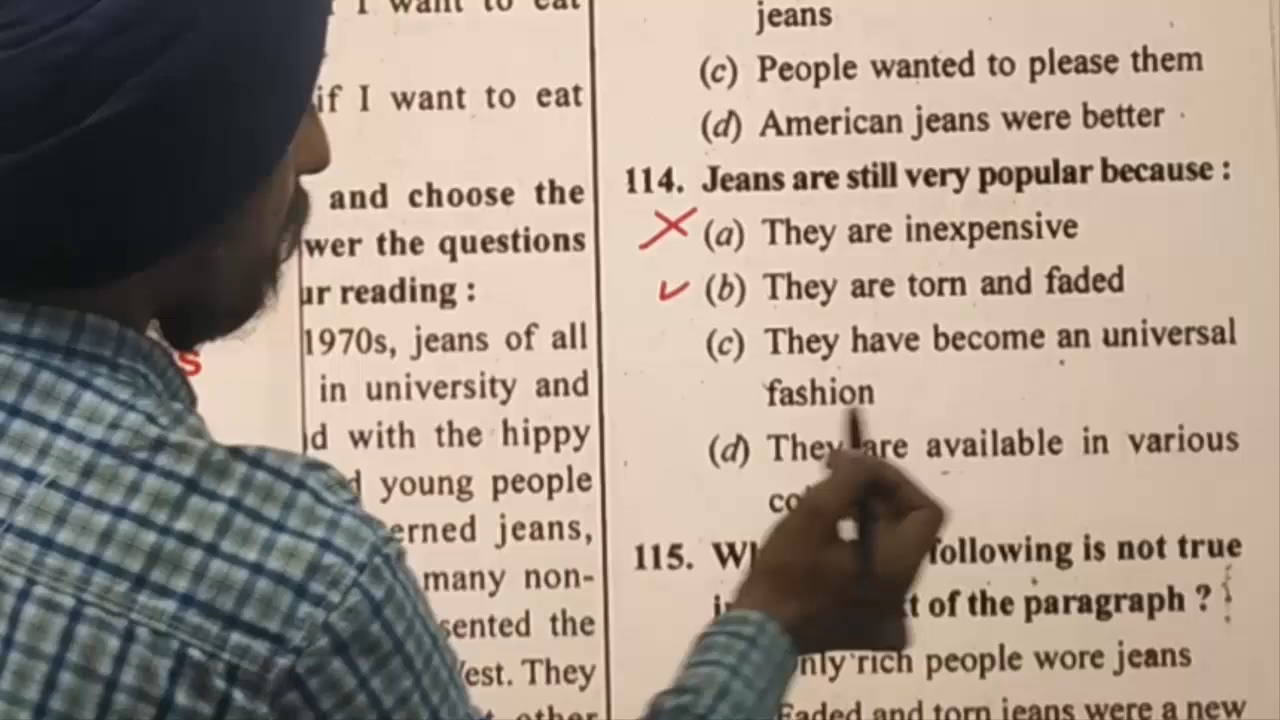 I want to eat
if I want to eat
and choose the
wer the questions
ur reading :
1970s, jeans of all
in university and
d with the hippy
d young people
erned jeans,
many non-
sented the
est. They
other
s
jeans
(c) People wanted to please them
(d) American jeans were better
114. Jeans are still very popular because :
(a) They are inexpensive
(b) They are torn and faded
(c) They have become an universal
fashion
(d) They are available in various
co
115. following is not true
t of the paragraph ?
nly rich people wore jeans
Faded and torn jeans were a new